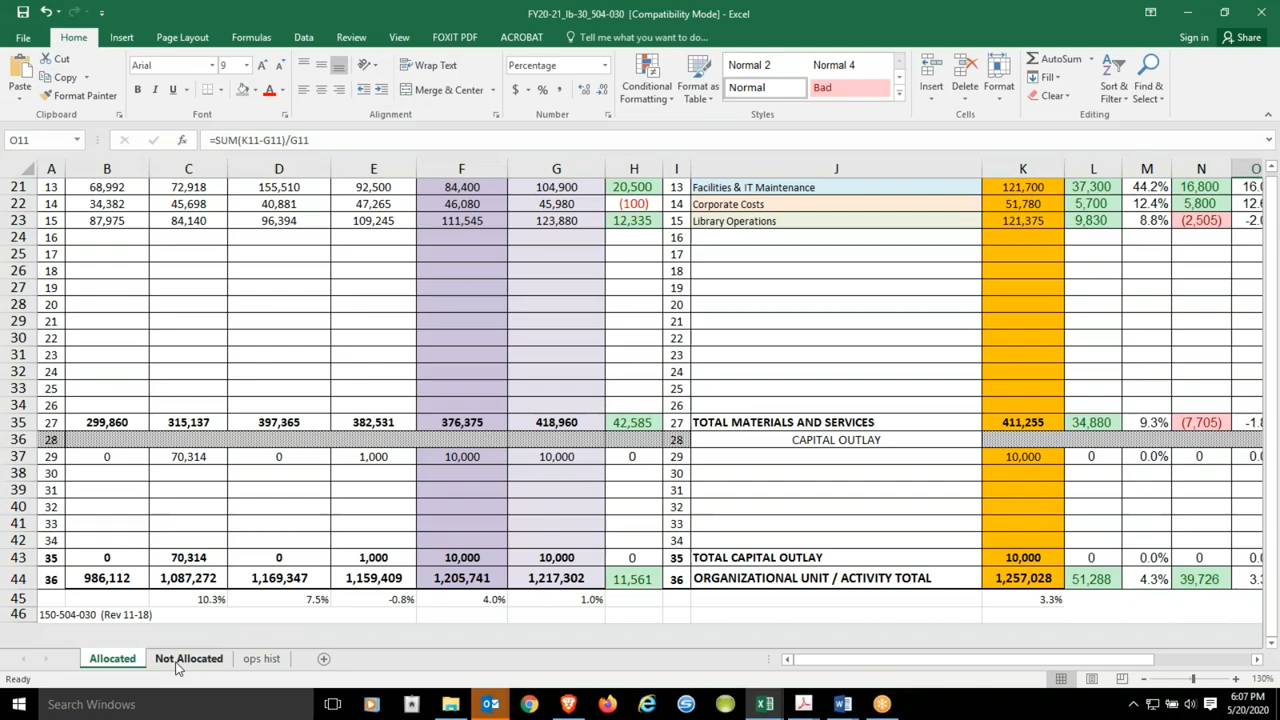 FY20-21_lb-30_504-030 [Compatibility Mode] - Excel
File Home Insert Page Layout Formulas Data Review View FOXIT PDF ACROBAT Tell me what you want to do... Sign in Share
Cut
Copy
Format Painter
Paste
Clipboard
Arial 9
B I U
Font
Wrap Text
Merge & Center
Alignment
Percentage
$ % ,
Number
Conditional Formatting
Format as Table
Normal 2 Normal 4
Normal Bad
Styles
Insert Delete Format
Cells
AutoSum
Fill
Clear
Sort & Filter
Find & Select
Editing
O11 fx =SUM(K11-G11)/G11
A B C D E F G H I J K L M N O
21 13 68,992 72,918 155,510 92,500 84,400 104,900 20,500 13 Facilities & IT Maintenance 121,700 37,300 44.2% 16,800 16.0
22 14 34,382 45,698 40,881 47,265 46,080 45,980 (100) 14 Corporate Costs 51,780 5,700 12.4% 5,800 12.6
23 15 87,975 84,140 96,394 109,245 111,545 123,880 12,335 15 Library Operations 121,375 9,830 8.8% (2,505) -2.0
24 16 16
25 17 17
26 18 18
27 19 19
28 20 20
29 21 21
30 22 22
31 23 23
32 24 24
33 25 25
34 26 26
35 27 299,860 315,137 397,365 382,531 376,375 418,960 42,585 27 TOTAL MATERIALS AND SERVICES 411,255 34,880 9.3% (7,705) -1.8
36 28 28 CAPITAL OUTLAY
37 29 0 70,314 0 1,000 10,000 10,000 0 29 10,000 0 0.0% 0 0.0
38 30 30
39 31 31
40 32 32
41 33 33
42 34 34
43 35 0 70,314 0 1,000 10,000 10,000 0 35 TOTAL CAPITAL OUTLAY 10,000 0 0.0% 0 0.0
44 36 986,112 1,087,272 1,169,347 1,159,409 1,205,741 1,217,302 11,561 36 ORGANIZATIONAL UNIT / ACTIVITY TOTAL 1,257,028 51,288 4.3% 39,726 3.3
45 10.3% 7.5% -0.8% 4.0% 1.0% 3.3%
46 150-504-030 (Rev 11-18)
Allocated Not Allocated ops hist
Ready 130%
Search Windows 6:07 PM
5/20/2020